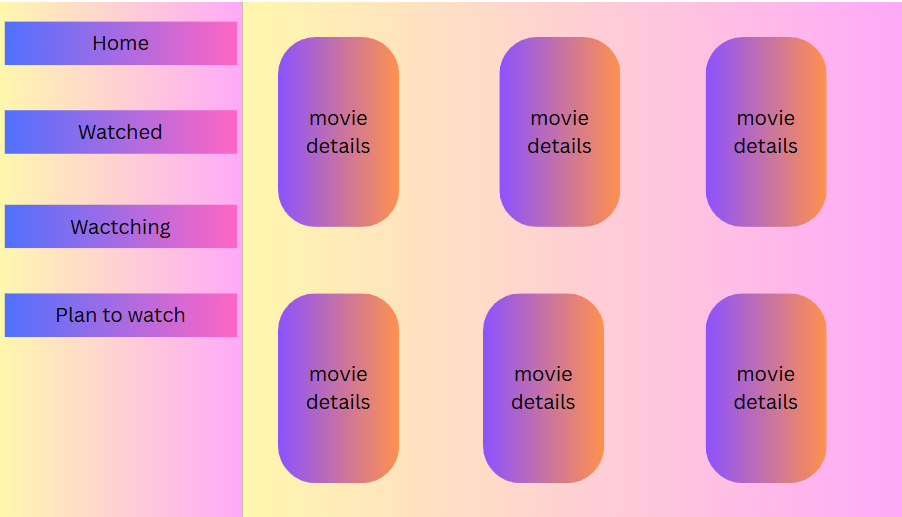 Home
Watched
Wactching
Plan to watch
movie
details
movie
details
movie
details
movie
details
movie
details
movie
details